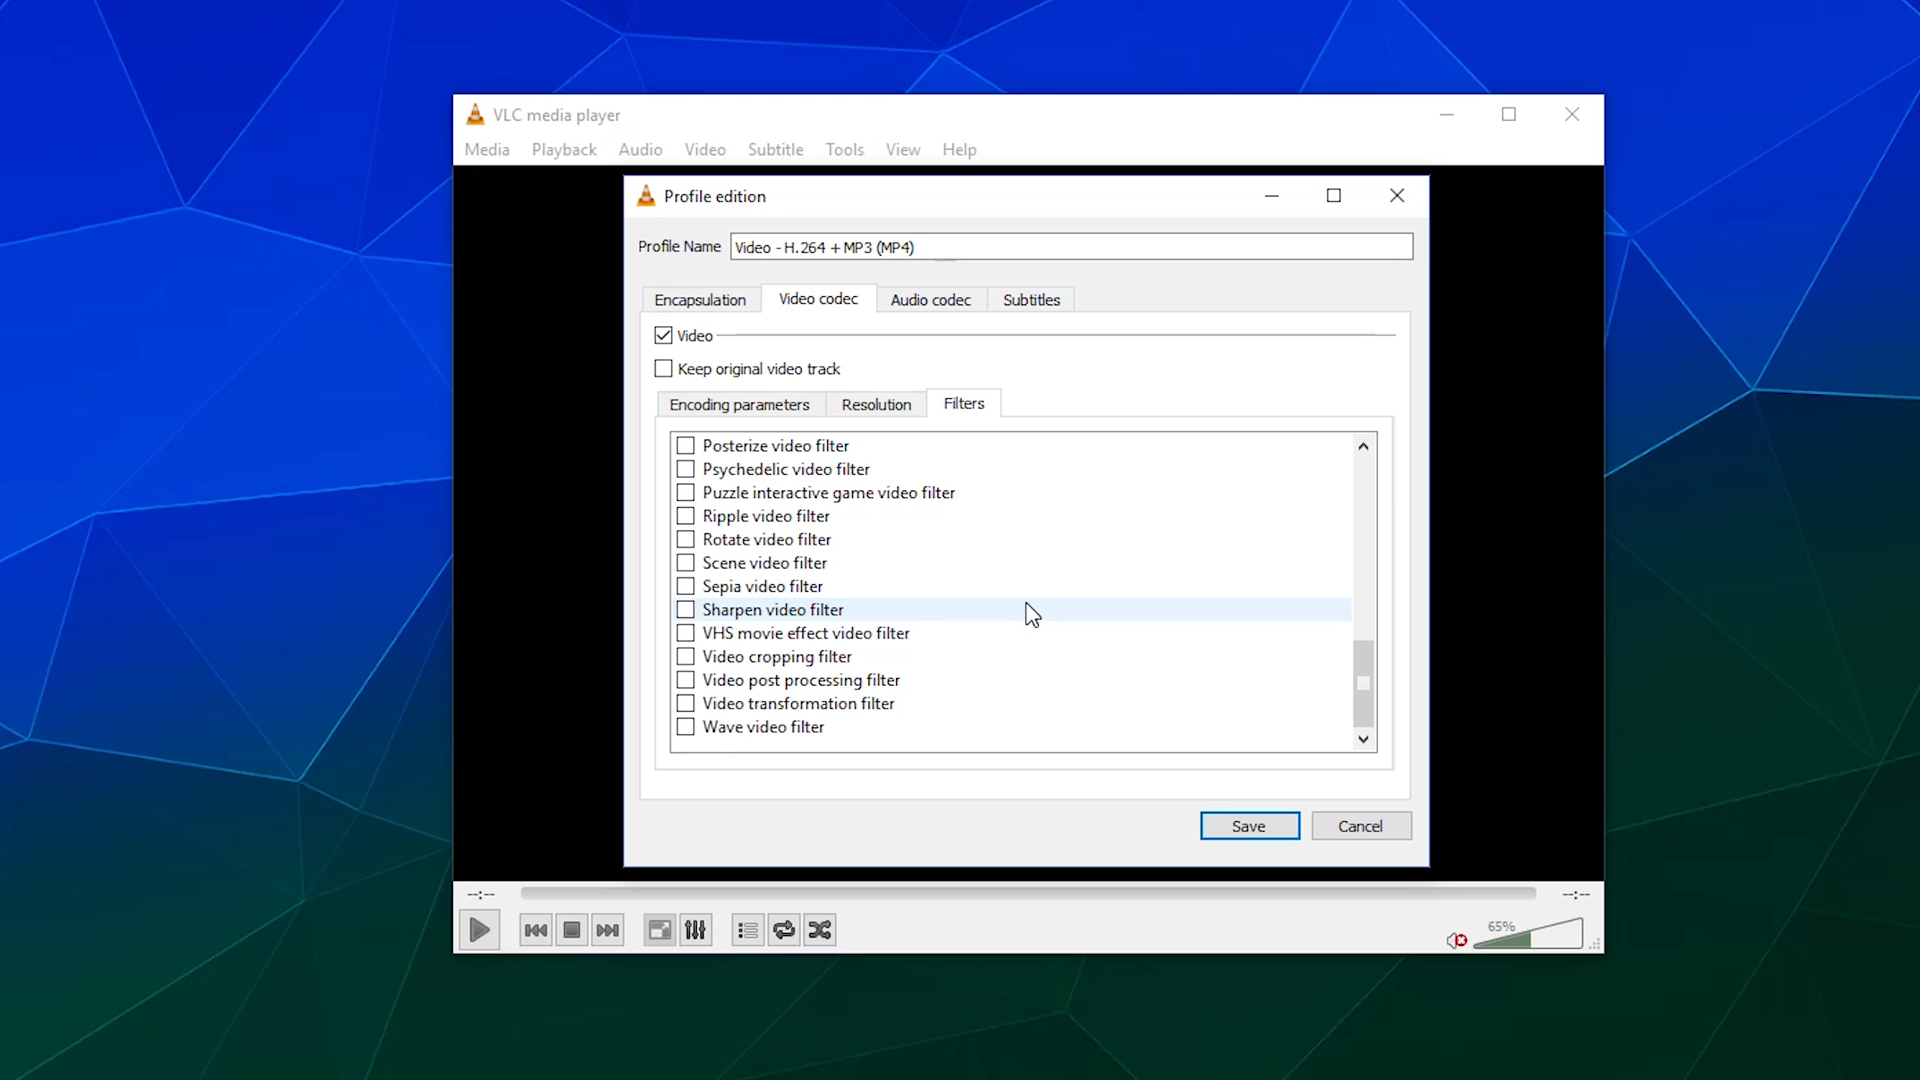 VLC media player
Media Playback Audio Video Subtitle Tools View Help
Profile edition
Profile Name Video - H.264 + MP3 (MP4)
Encapsulation Video codec Audio codec Subtitles
Video
Keep original video track
Encoding parameters Resolution Filters
Posterize video filter
Psychedelic video filter
Puzzle interactive game video filter
Ripple video filter
Rotate video filter
Scene video filter
Sepia video filter
Sharpen video filter
VHS movie effect video filter
Video cropping filter
Video post processing filter
Video transformation filter
Wave video filter
Save Cancel
--:-- --:--
65%